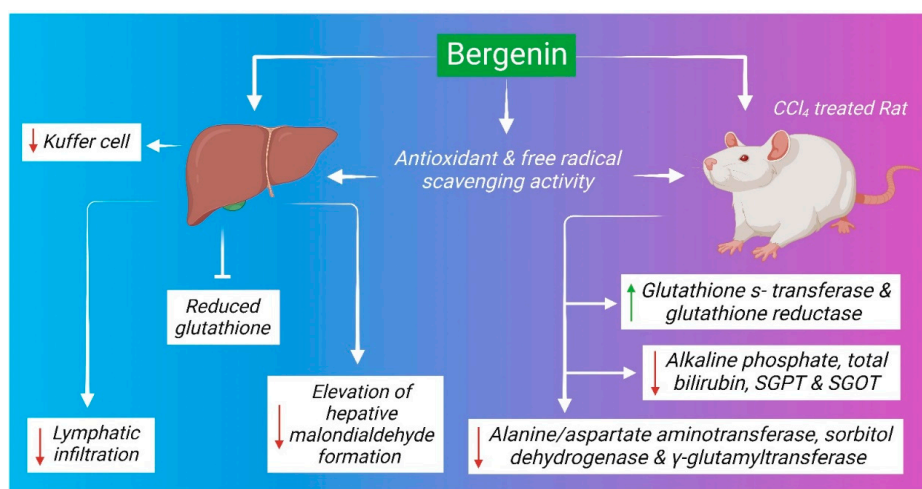 Bergenin
CCl₄ treated Rat
Kuffer cell
Antioxidant & free radical
scavenging activity
Reduced
glutathione
Glutathione s- transferase &
glutathione reductase
Alkaline phosphate, total
bilirubin, SGPT & SGOT
Elevation of
hepative
malondialdehyde
formation
Lymphatic
infiltration
Alanine/aspartate aminotransferase, sorbitol
dehydrogenase & γ-glutamyltransferase